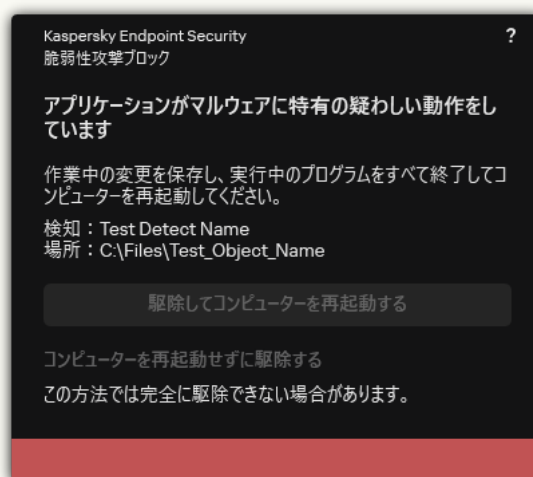 Kaspersky Endpoint Security
?
脆弱性攻撃ブロック
アプリケーションがマルウェアに特有の疑わしい動作をし
ています
作業中の変更を保存し、実行中のプログラムをすべて終了してコ
ンピューターを再起動してください。
検知：Test Detect Name
場所：C:\Files\Test_Object_Name
駆除してコンピューターを再起動する
コンピューターを再起動せずに駆除する
この方法では完全に駆除できない場合があります。